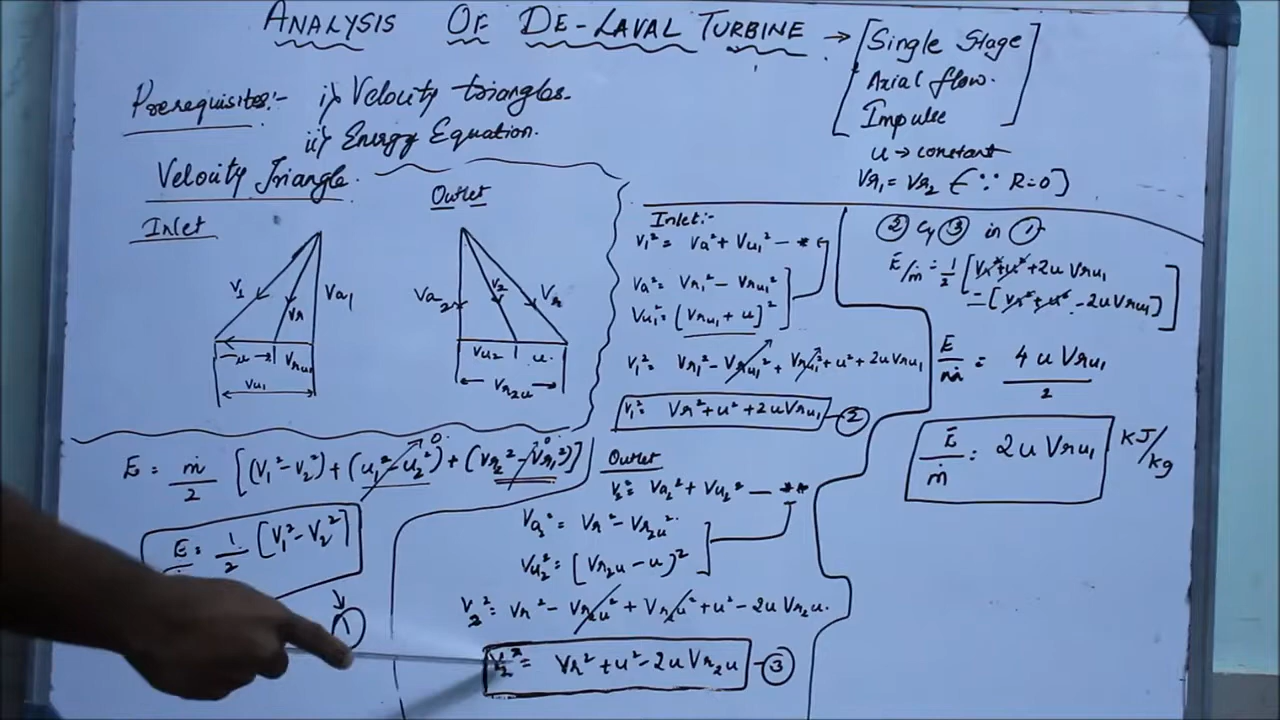 ANALYSIS OF DE-LAVAL TURBINE → [Single Stage
Axial flow.
Impulse]
Prerequisites:- i) Velocity triangles.
ii) Energy Equation.
u → constant
Vr₁ = Vr₂ (∵ R=0)
Velocity Triangle.
Inlet
Outlet
V₁ Vr Va₁
u Vru₁
Vu₁
Va₂ V₂ Vr
Vu₂ u.
Vr₂u
E = ṁ/2 [(V₁²-V₂²)+(u₁²-u₂²)⁰+(Vr₂²-Vr₁²)⁰]
E = 1/2 [V₁²-V₂²]
①
Inlet:-
V₁² = Va² + Vu₁² — *
Va² = Vr₁² - Vru₁²
Vu₁² = (Vru₁ + u)²
V₁² = Vr₁² - Vru₁² + Vru₁² + u² + 2uVru₁
V₁² = Vr² + u² + 2uVru₁ — ②
Outlet
V₂² = Va₂² + Vu₂² — **
Va₂² = Vr² - Vr₂u²
Vu₂² = (Vr₂u - u)²
V₂² = Vr² - Vr₂u² + Vr₂u² + u² - 2uVr₂u.
V₂² = Vr² + u² - 2uVr₂u — ③
② & ③ in ①
E/ṁ = 1/2 [Vr² + u² + 2uVru₁
- (Vr² + u² - 2uVru₁)]
E/ṁ = 4uVru₁/2
E/ṁ = 2uVru₁ KJ/kg